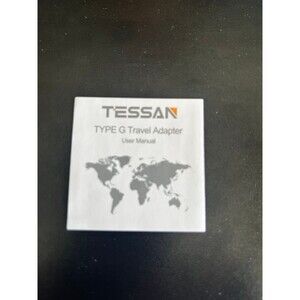 TESSAN
TYPE G Travel Adapter
User Manual